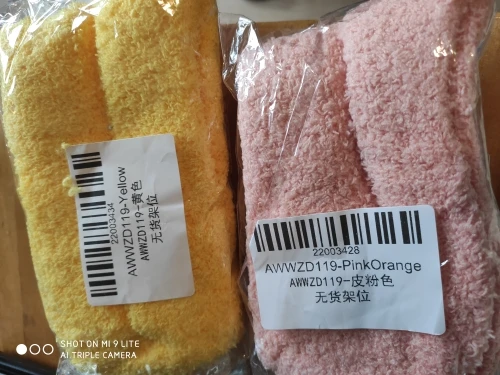 22003434
AWWZD119-Yellow
AWWZD119-黄色
无货架位
22003428
AWWZD119-PinkOrange
AWWZD119-皮粉色
无货架位
SHOT ON MI 9 LITE
AI TRIPLE CAMERA